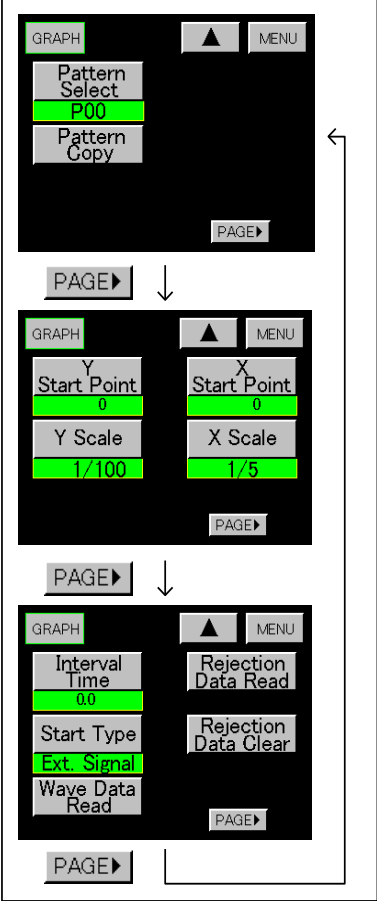 GRAPH ▲ MENU
Pattern
Select
P00
Pattern
Copy
PAGE▶
PAGE▶
GRAPH ▲ MENU
Y
Start Point
0
X
Start Point
0
Y Scale
1/100
X Scale
1/5
PAGE▶
PAGE▶
GRAPH ▲ MENU
Interval
Time
0.0
Rejection
Data Read
Start Type
Ext. Signal
Rejection
Data Clear
Wave Data
Read
PAGE▶
PAGE▶